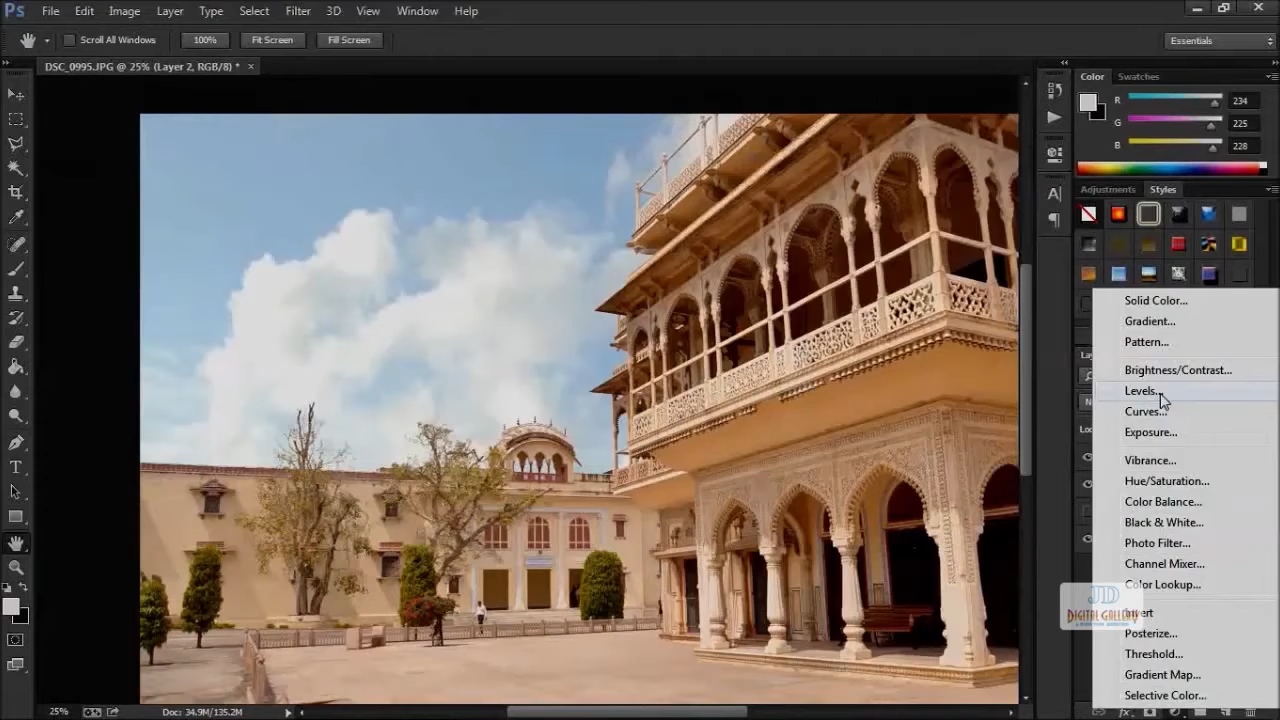 Ps File Edit Image Layer Type Select Filter 3D View Window Help
Scroll All Windows 100% Fit Screen Fill Screen Essentials
DSC_0995.JPG @ 25% (Layer 2, RGB/8) * ×
Color Swatches
R 234
G 225
B 228
Adjustments Styles
Solid Color...
Gradient...
Pattern...
Brightness/Contrast...
Levels...
Curves...
Exposure...
Vibrance...
Hue/Saturation...
Color Balance...
Black & White...
Photo Filter...
Channel Mixer...
Color Lookup...
JD
DIGITAL GALLERY
Invert
Posterize...
Threshold...
Gradient Map...
Selective Color...
25% Doc: 34.9M/135.2M